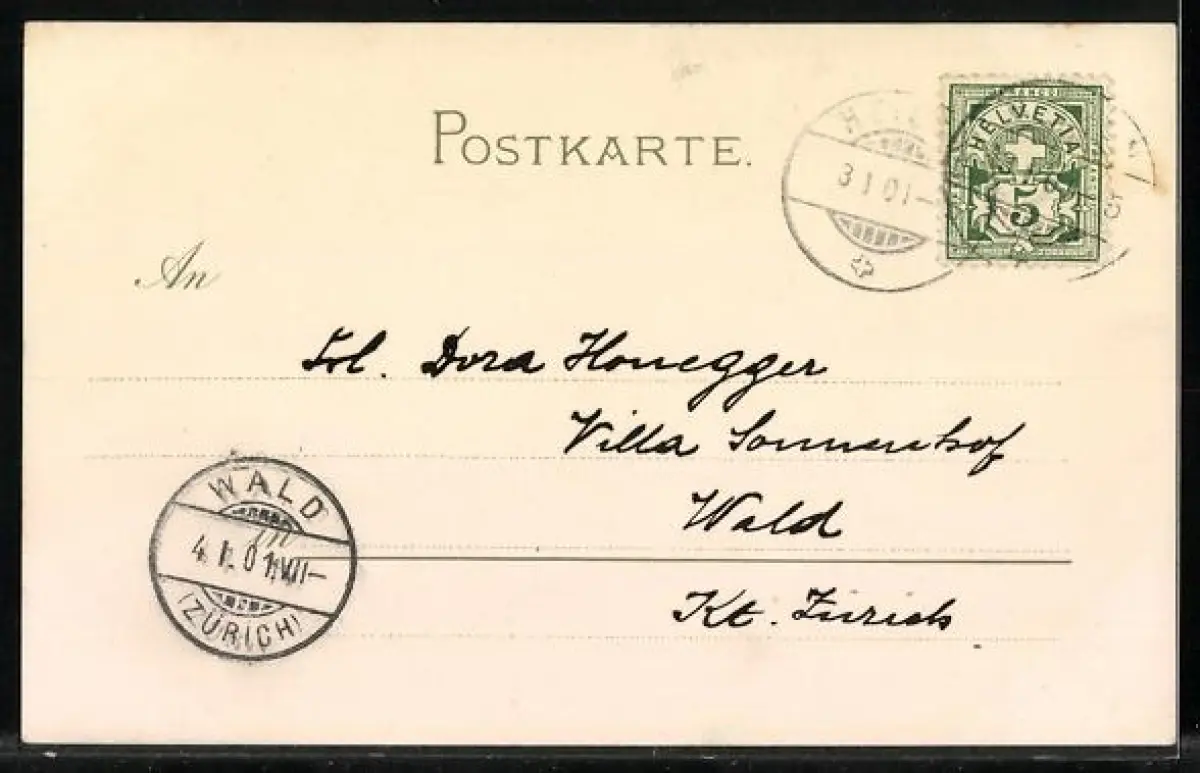 POSTKARTE.
FRANCO
HELVETIA
5
3 I 01-
An
Frl. Dora Honegger
Villa Sonnenhof
Wald
Kt. Zürich
WALD
4. I. 01 VII-
(ZÜRICH)